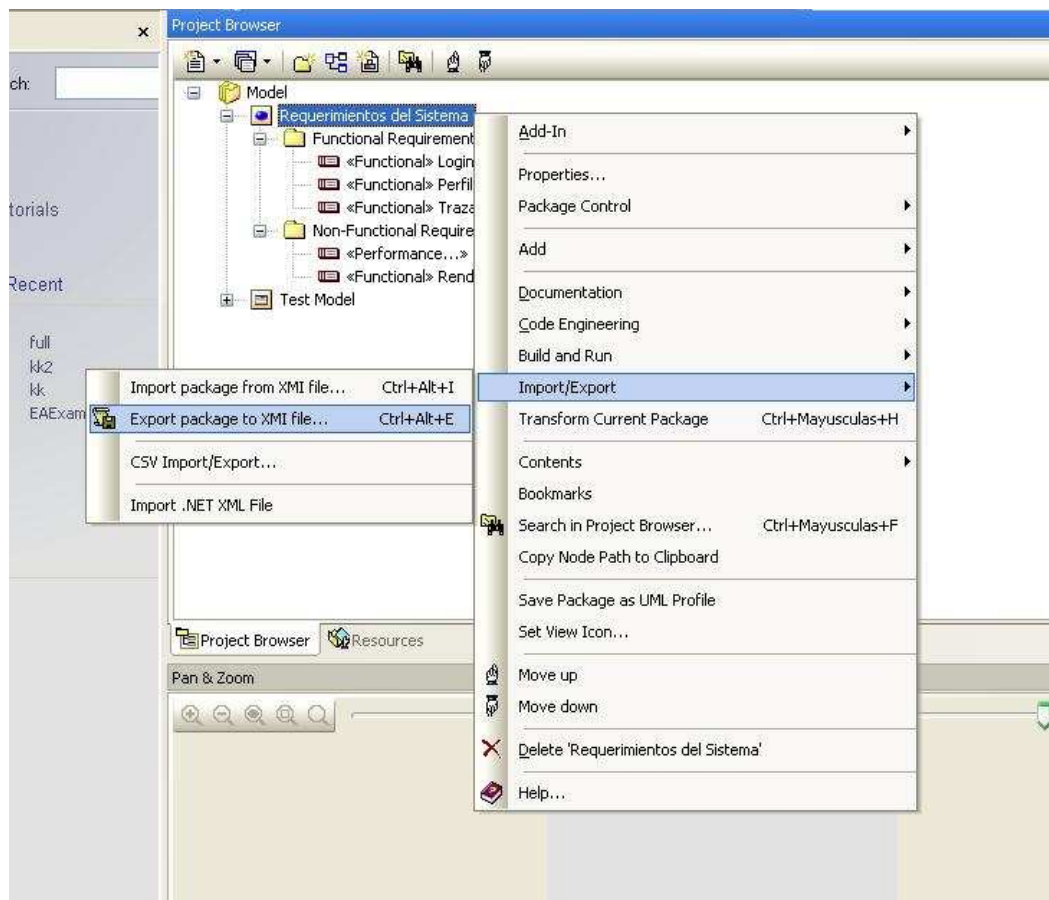 Project Browser
ch:
Model
Requerimientos del Sistema
Functional Requirement
«Functional» Login
«Functional» Perfil
«Functional» Traza
Non-Functional Require
«Performance...»
«Functional» Rend
Test Model
torials
Recent
full
kk2
kk
EAExam
Import package from XMI file... Ctrl+Alt+I
Export package to XMI file... Ctrl+Alt+E
CSV Import/Export...
Import .NET XML File
Add-In
Properties...
Package Control
Add
Documentation
Code Engineering
Build and Run
Import/Export
Transform Current Package Ctrl+Mayusculas+H
Contents
Bookmarks
Search in Project Browser... Ctrl+Mayusculas+F
Copy Node Path to Clipboard
Save Package as UML Profile
Set View Icon...
Move up
Move down
Delete 'Requerimientos del Sistema'
Help...
Project Browser
Resources
Pan & Zoom